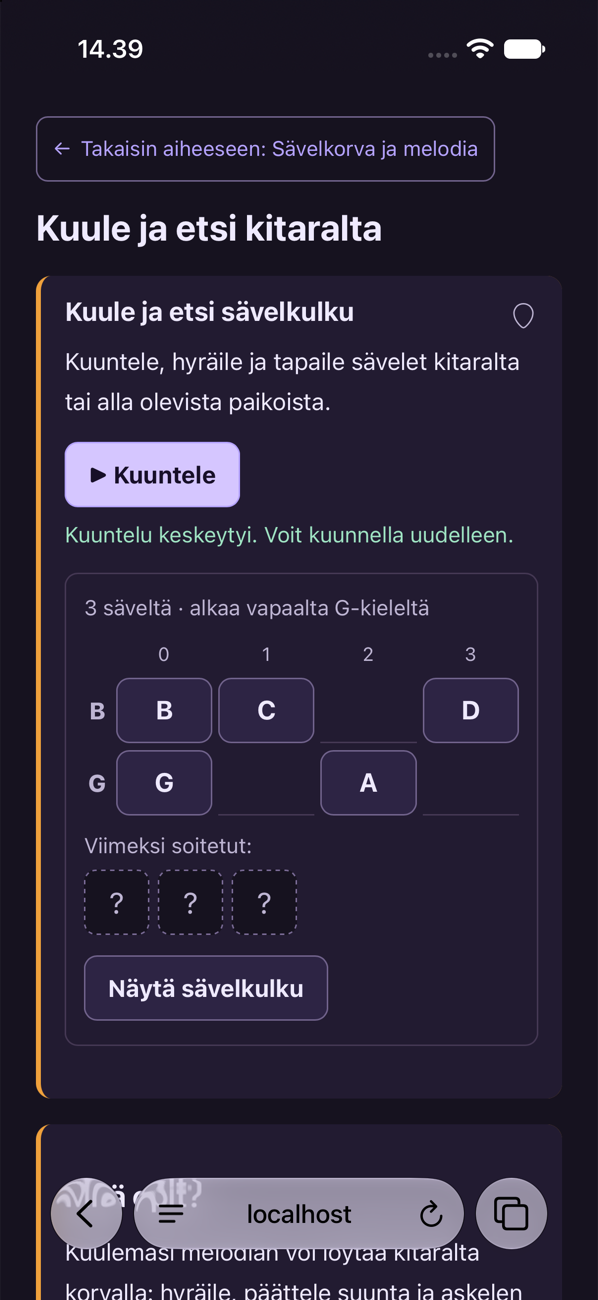 14.39
← Takaisin aiheeseen: Sävelkorva ja melodia
Kuule ja etsi kitaralta
Kuule ja etsi sävelkulku
Kuuntele, hyräile ja tapaile sävelet kitaralta
tai alla olevista paikoista.
▶ Kuuntele
Kuuntelu keskeytyi. Voit kuunnella uudelleen.
3 säveltä · alkaa vapaalta G-kieleltä
0 1 2 3
B B C D
G G A
Viimeksi soitetut:
? ? ?
Näytä sävelkulku
localhost
Kuulemasi melodian voi löytää kitaralta
korvalla: hyräile, päättele suunta ja askelen